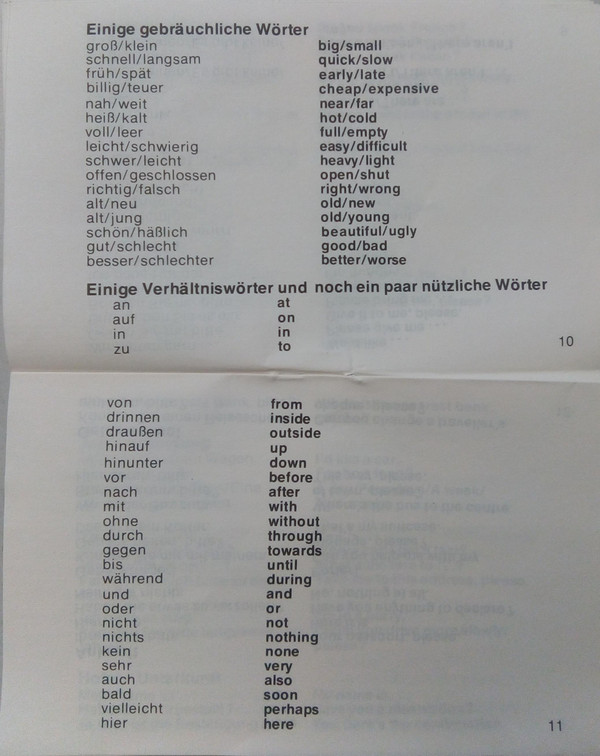 Einige gebräuchliche Wörter
groß/klein big/small
schnell/langsam quick/slow
früh/spät early/late
billig/teuer cheap/expensive
nah/weit near/far
heiß/kalt hot/cold
voll/leer full/empty
leicht/schwierig easy/difficult
schwer/leicht heavy/light
offen/geschlossen open/shut
richtig/falsch right/wrong
alt/neu old/new
alt/jung old/young
schön/häßlich beautiful/ugly
gut/schlecht good/bad
besser/schlechter better/worse
Einige Verhältniswörter und noch ein paar nützliche Wörter
an at
auf on
in in
zu to
10
von from
drinnen inside
draußen outside
hinauf up
hinunter down
vor before
nach after
mit with
ohne without
durch through
gegen towards
bis until
während during
und and
oder or
nicht not
nichts nothing
kein none
sehr very
auch also
bald soon
vielleicht perhaps
hier here
11